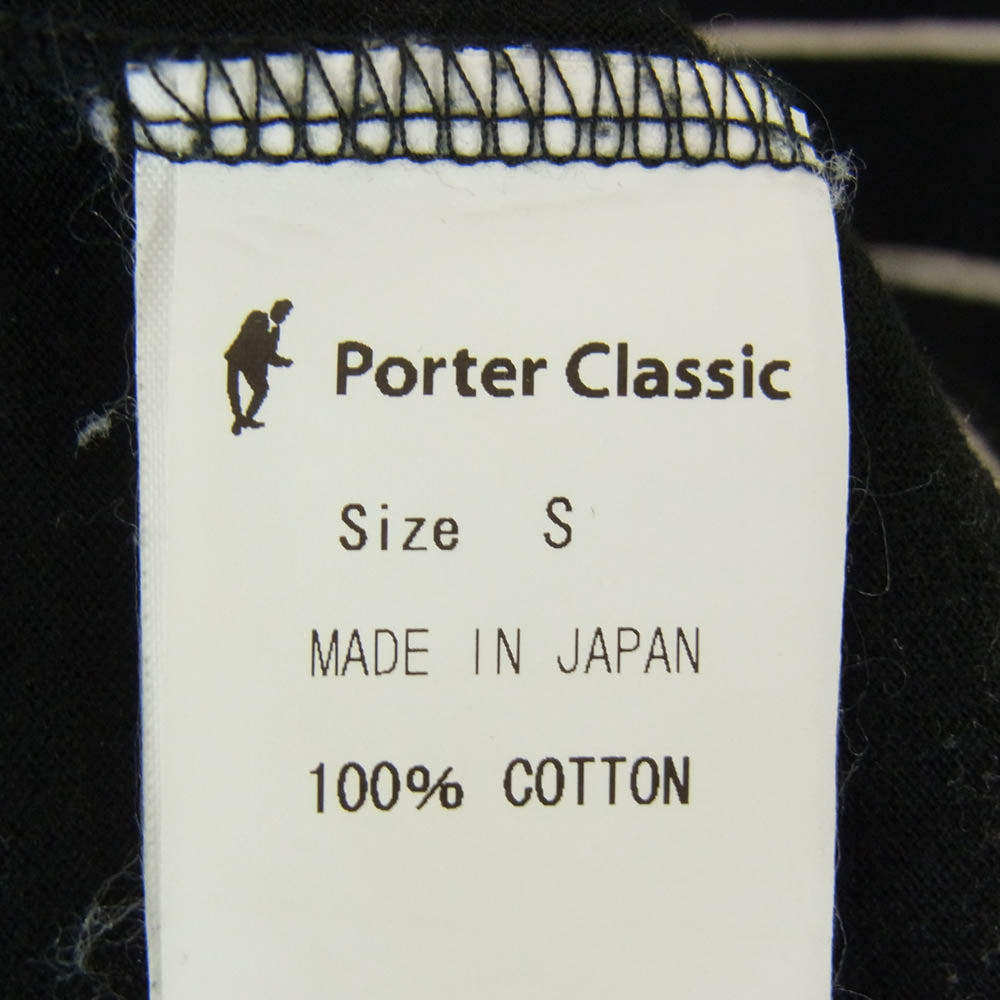 Porter Classic
Size S
MADE IN JAPAN
100% COTTON